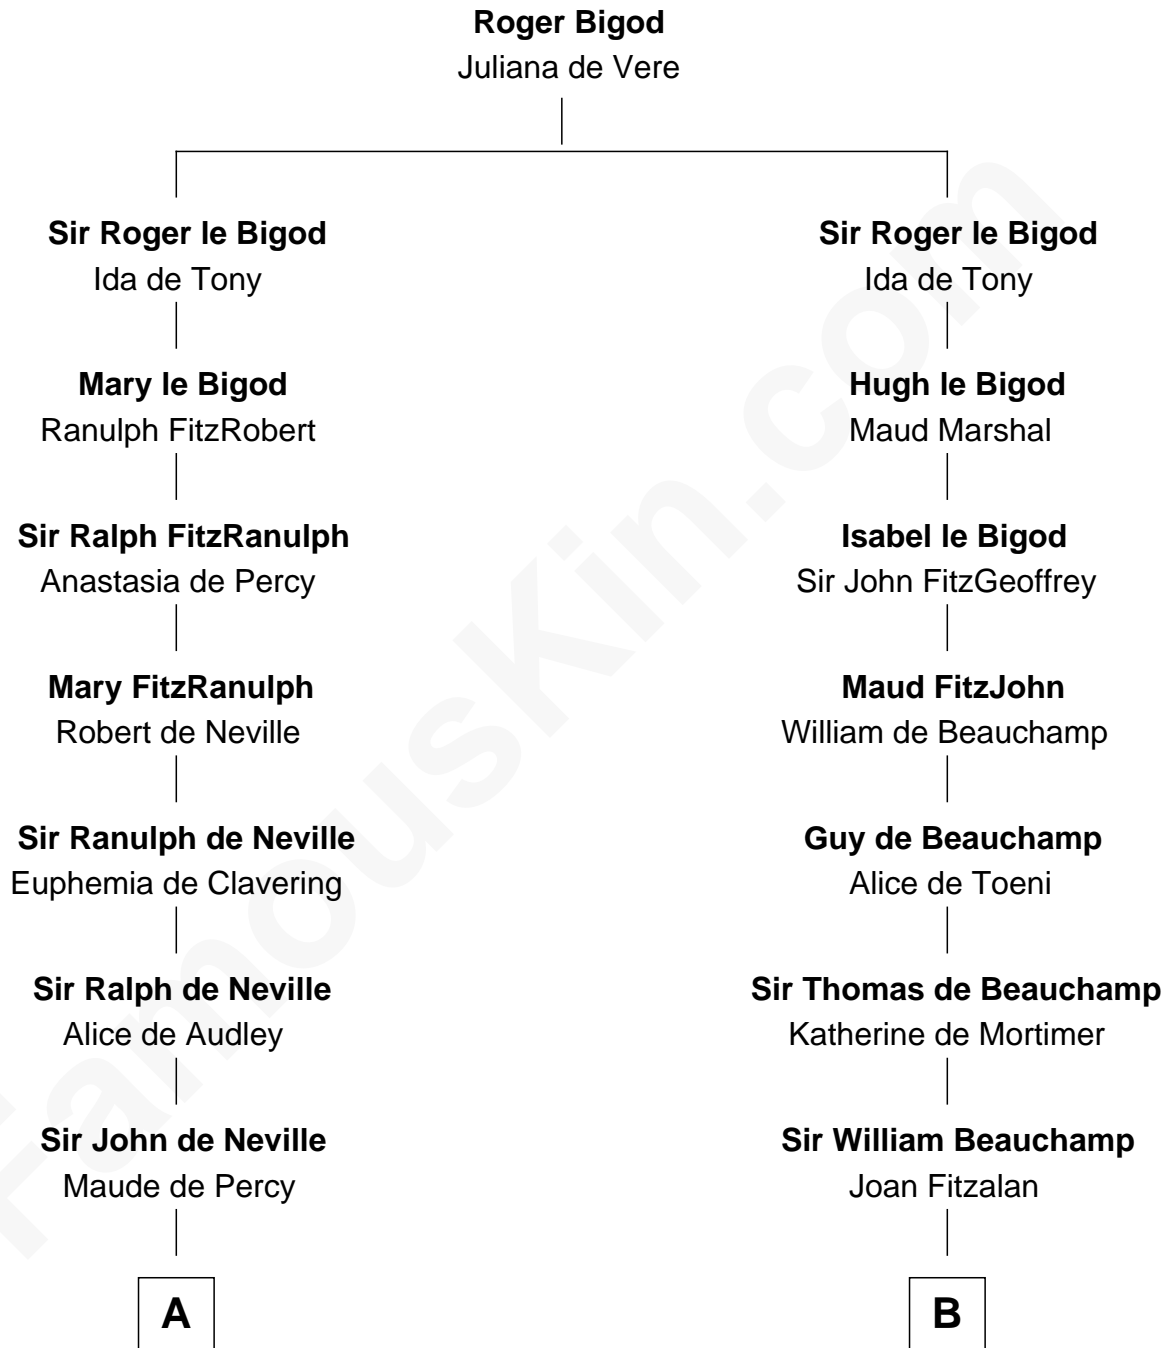 Roger Bigod
Juliana de Vere
Sir Roger le Bigod
Ida de Tony
Sir Roger le Bigod
Ida de Tony
Mary le Bigod
Ranulph FitzRobert
Hugh le Bigod
Maud Marshal
Sir Ralph FitzRanulph
Anastasia de Percy
Isabel le Bigod
Sir John FitzGeoffrey
Mary FitzRanulph
Robert de Neville
Maud FitzJohn
William de Beauchamp
Sir Ranulph de Neville
Euphemia de Clavering
Guy de Beauchamp
Alice de Toeni
Sir Ralph de Neville
Alice de Audley
Sir Thomas de Beauchamp
Katherine de Mortimer
Sir John de Neville
Maude de Percy
Sir William Beauchamp
Joan Fitzalan
A
B
FamousKin.com